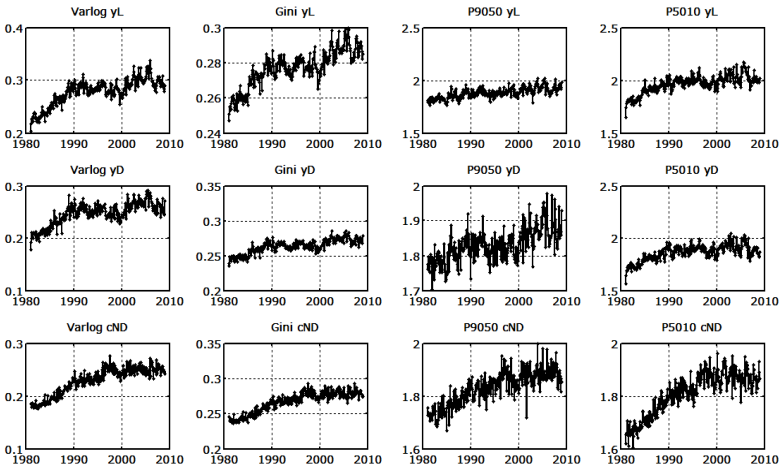 Varlog yL Gini yL P9050 yL P5010 yL
0.4 0.3 2.5 2.5
0.28
0.3 2 2
0.26
0.2 0.24 1.5 1.5
1980 1990 2000 2010 1980 1990 2000 2010 1980 1990 2000 2010 1980 1990 2000 2010
Varlog yD Gini yD P9050 yD P5010 yD
0.3 0.35 2 2.5
0.3 1.9
0.2 2
0.25 1.8
0.1 0.2 1.7 1.5
1980 1990 2000 2010 1980 1990 2000 2010 1980 1990 2000 2010 1980 1990 2000 2010
Varlog cND Gini cND P9050 cND P5010 cND
0.3 0.35 2 2
0.3
0.2 1.8 1.8
0.25
0.1 0.2 1.6 1.6
1980 1990 2000 2010 1980 1990 2000 2010 1980 1990 2000 2010 1980 1990 2000 2010